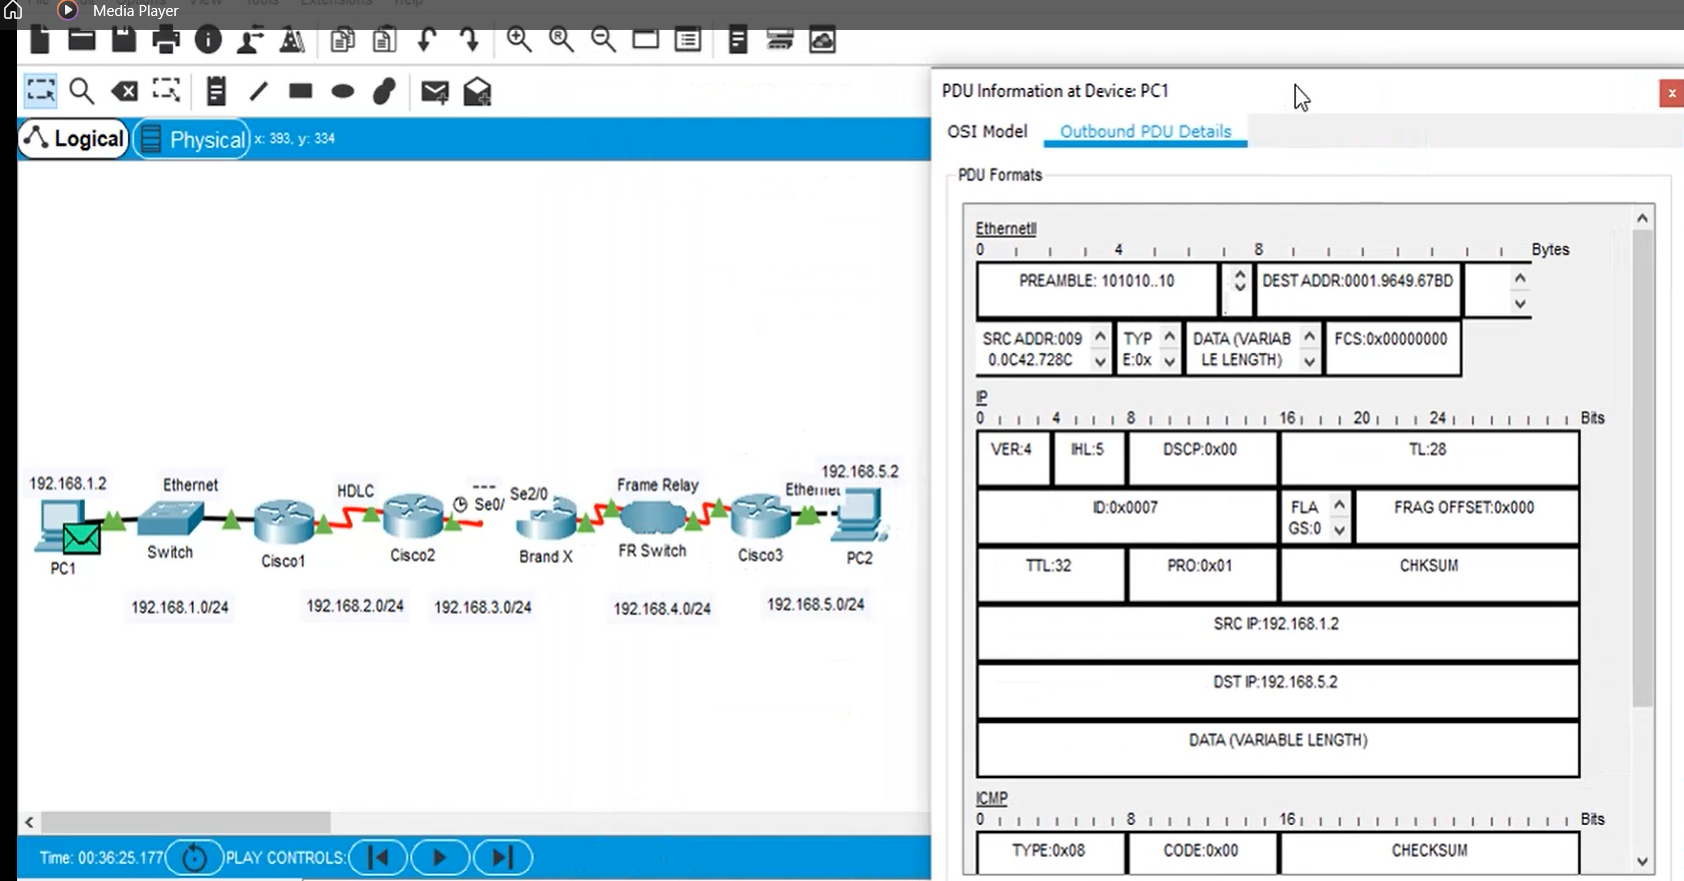 Media Player
Logical
Physical
x: 393, y: 334
192.168.1.2
Ethernet
HDLC
Se0/
Se2/0
Frame Relay
Ethernet
192.168.5.2
PC1
Switch
Cisco1
Cisco2
Brand X
FR Switch
Cisco3
PC2
192.168.1.0/24
192.168.2.0/24
192.168.3.0/24
192.168.4.0/24
192.168.5.0/24
Time: 00:36:25.177
PLAY CONTROLS:
PDU Information at Device: PC1
x
OSI Model
Outbound PDU Details
PDU Formats
EthernetII
0 4 8 Bytes
PREAMBLE: 101010..10
DEST ADDR:0001.9649.67BD
SRC ADDR:009
0.0C42.728C
TYP
E:0x
DATA (VARIAB
LE LENGTH)
FCS:0x00000000
IP
0 4 8 16 20 24 Bits
VER:4
IHL:5
DSCP:0x00
TL:28
ID:0x0007
FLA
GS:0
FRAG OFFSET:0x000
TTL:32
PRO:0x01
CHKSUM
SRC IP:192.168.1.2
DST IP:192.168.5.2
DATA (VARIABLE LENGTH)
ICMP
0 8 16 Bits
TYPE:0x08
CODE:0x00
CHECKSUM